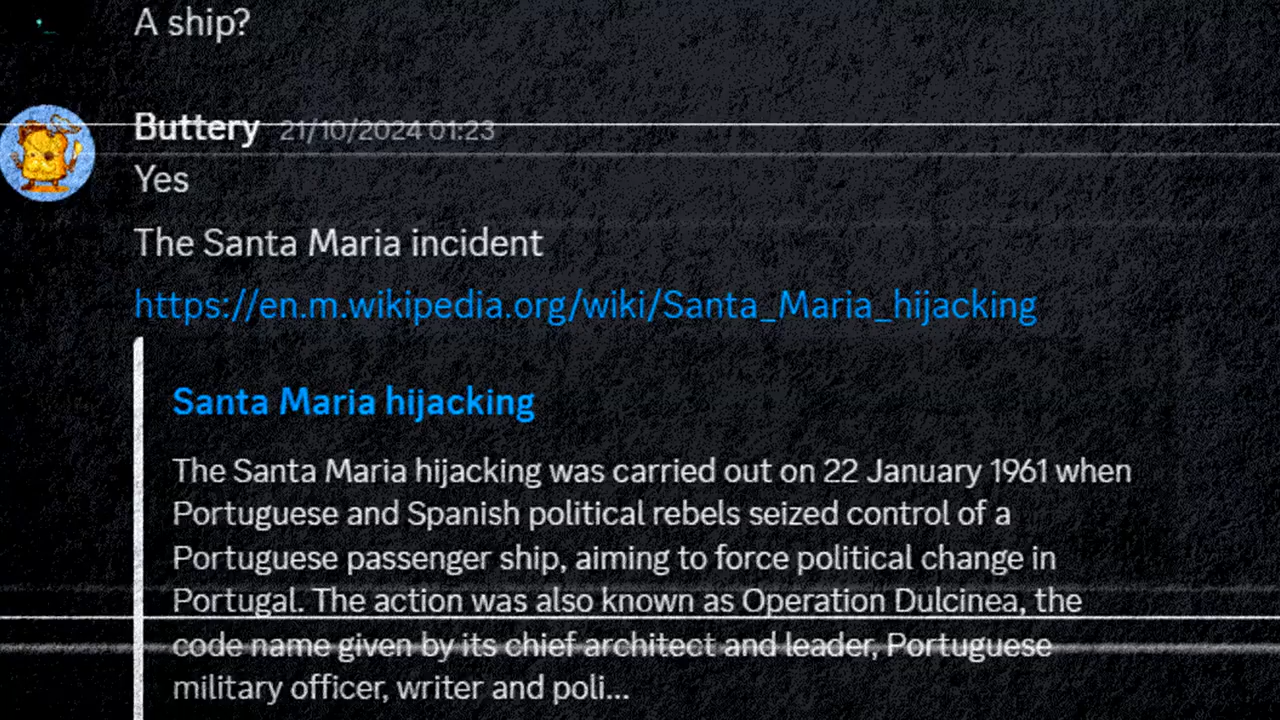 A ship?
Buttery 21/10/2024 01:23
Yes
The Santa Maria incident
https://en.m.wikipedia.org/wiki/Santa_Maria_hijacking
Santa Maria hijacking
The Santa Maria hijacking was carried out on 22 January 1961 when
Portuguese and Spanish political rebels seized control of a
Portuguese passenger ship, aiming to force political change in
Portugal. The action was also known as Operation Dulcinea, the
code name given by its chief architect and leader, Portuguese
military officer, writer and poli...